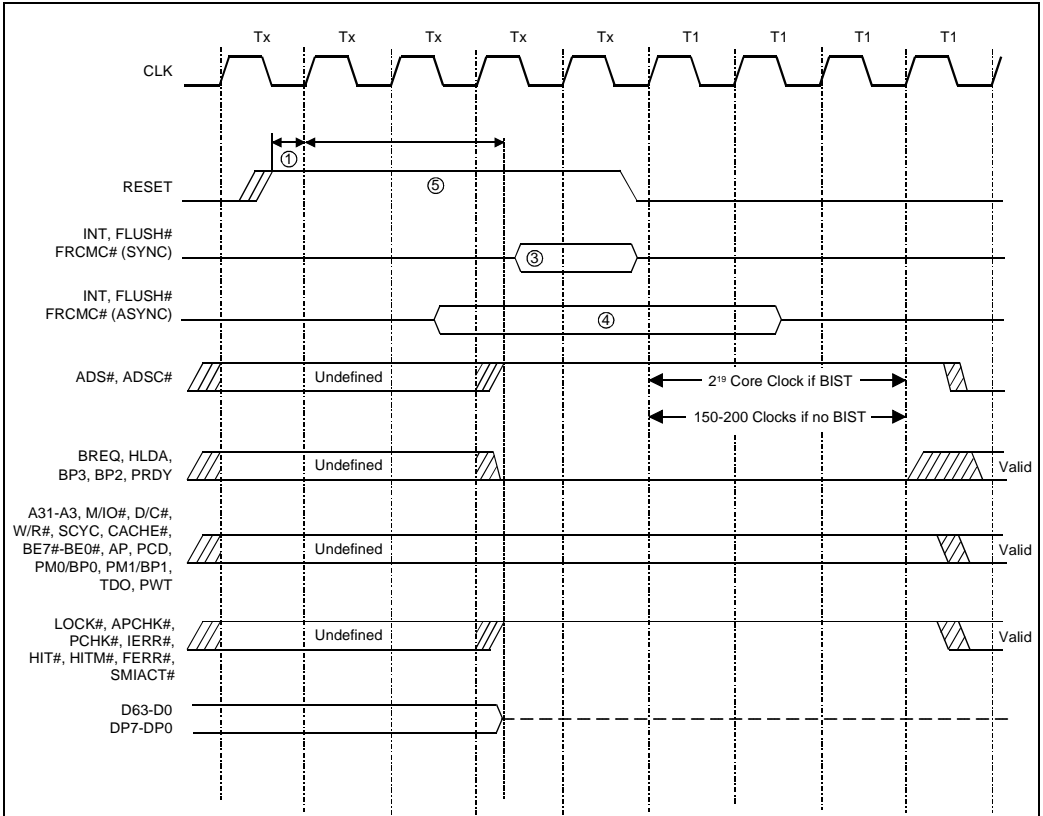 Tx Tx Tx Tx Tx T1 T1 T1 T1
CLK
①
RESET
⑤
INT, FLUSH#
FRCMC# (SYNC)
③
INT, FLUSH#
FRCMC# (ASYNC)
④
ADS#, ADSC#
Undefined
2¹⁹ Core Clock if BIST
150-200 Clocks if no BIST
BREQ, HLDA,
BP3, BP2, PRDY
Undefined
Valid
A31-A3, M/IO#, D/C#,
W/R#, SCYC, CACHE#,
BE7#-BE0#, AP, PCD,
PM0/BP0, PM1/BP1,
TDO, PWT
Undefined
Valid
LOCK#, APCHK#,
PCHK#, IERR#,
HIT#, HITM#, FERR#,
SMIACT#
Undefined
Valid
D63-D0
DP7-DP0